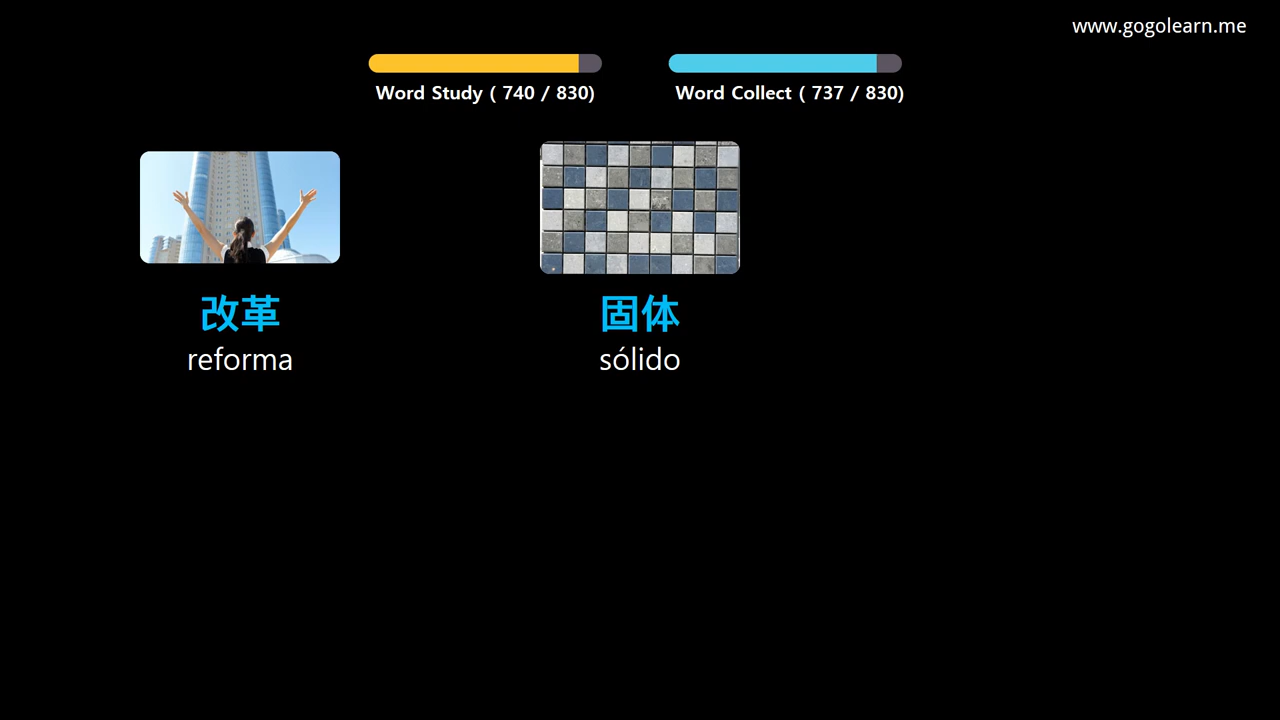 www.gogolearn.me
Word Study ( 740 / 830)
Word Collect ( 737 / 830)
改革
reforma
固体
sólido